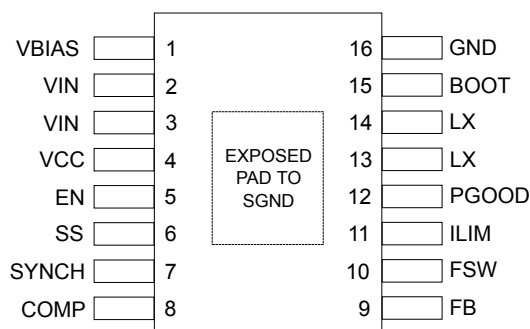 VBIAS 1 16 GND
VIN 2 15 BOOT
VIN 3 14 LX
VCC 4 13 LX
EN 5 12 PGOOD
SS 6 11 ILIM
SYNCH 7 10 FSW
COMP 8 9 FB
EXPOSED
PAD TO
SGND